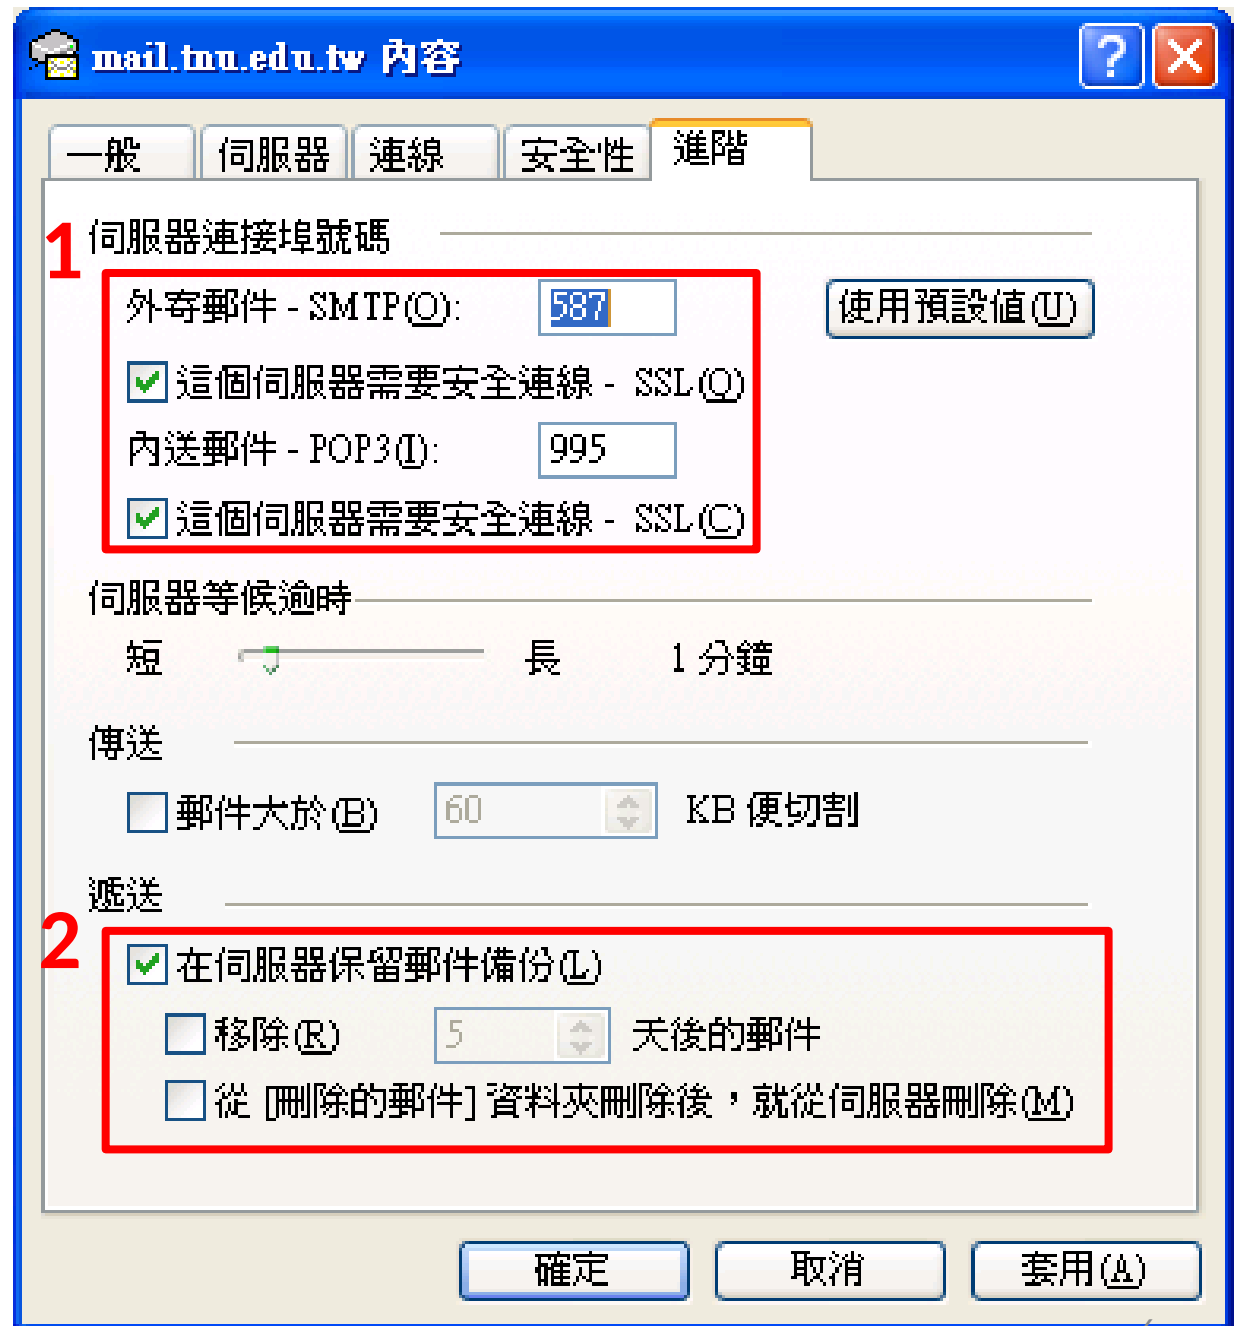 mail.tnu.edu.tw 內容
一般 伺服器 連線 安全性 進階
1 伺服器連接埠號碼
外寄郵件 - SMTP(O): 587 使用預設值(U)
這個伺服器需要安全連線 - SSL(Q)
內送郵件 - POP3(I): 995
這個伺服器需要安全連線 - SSL(C)
伺服器等候逾時
短 長 1 分鐘
傳送
郵件大於(B) 60 KB 便切割
遞送
2
在伺服器保留郵件備份(L)
移除(R) 5 天後的郵件
從 [刪除的郵件] 資料夾刪除後，就從伺服器刪除(M)
確定 取消 套用(A)